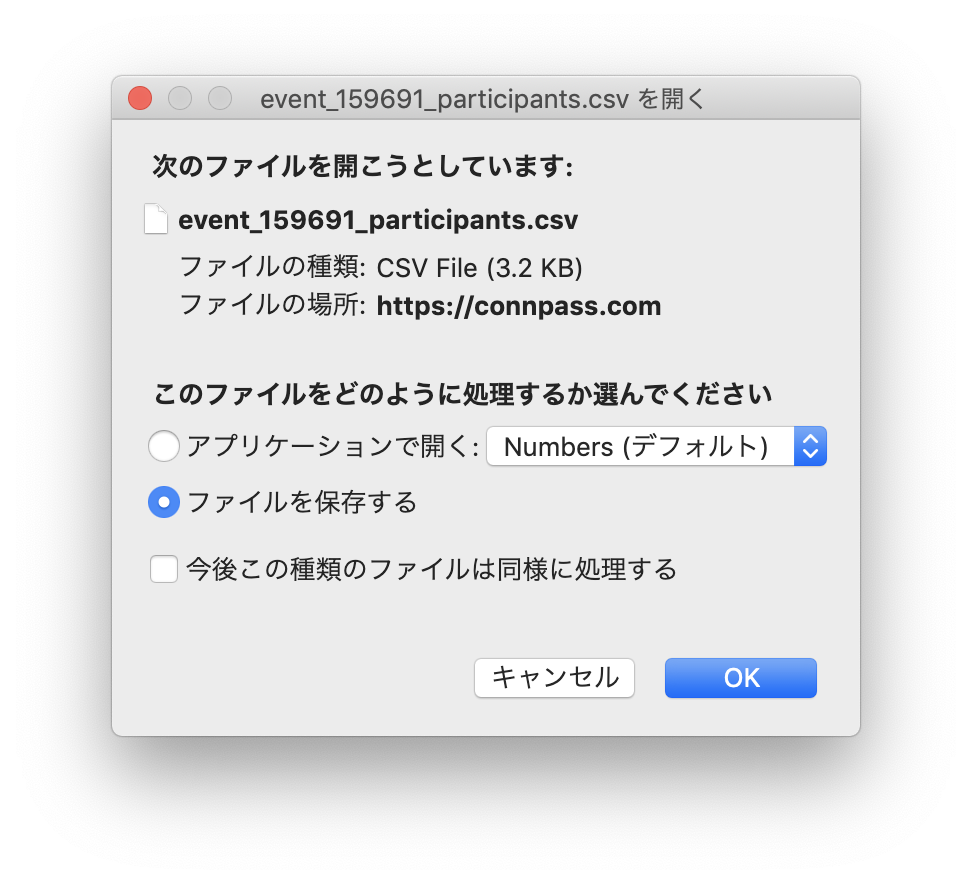 event_159691_participants.csv を開く
次のファイルを開こうとしています:
event_159691_participants.csv
ファイルの種類: CSV File (3.2 KB)
ファイルの場所: https://connpass.com
このファイルをどのように処理するか選んでください
アプリケーションで開く: Numbers (デフォルト)
ファイルを保存する
今後この種類のファイルは同様に処理する
キャンセル OK